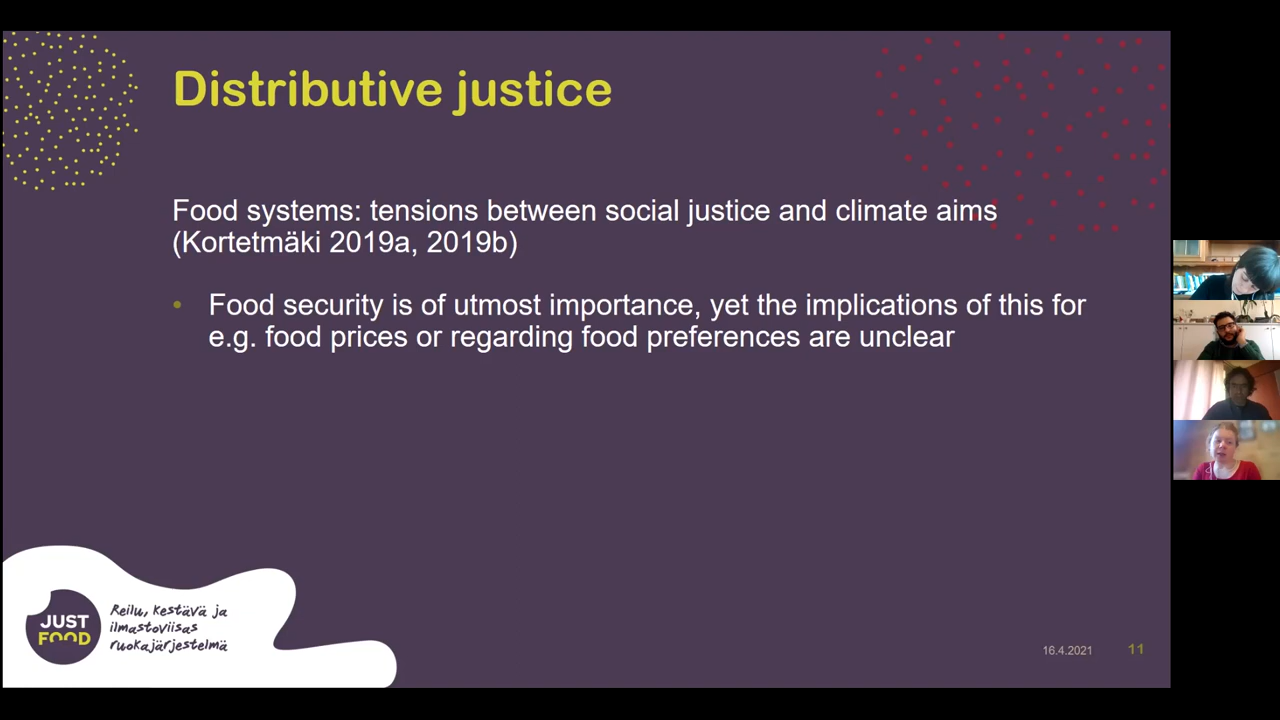 Distributive justice
Food systems: tensions between social justice and climate aims
(Kortetmäki 2019a, 2019b)
• Food security is of utmost importance, yet the implications of this for
e.g. food prices or regarding food preferences are unclear
JUST
FOOD
Reilu, kestävä ja
ilmastoviisas
ruokajärjestelmä
16.4.2021
11